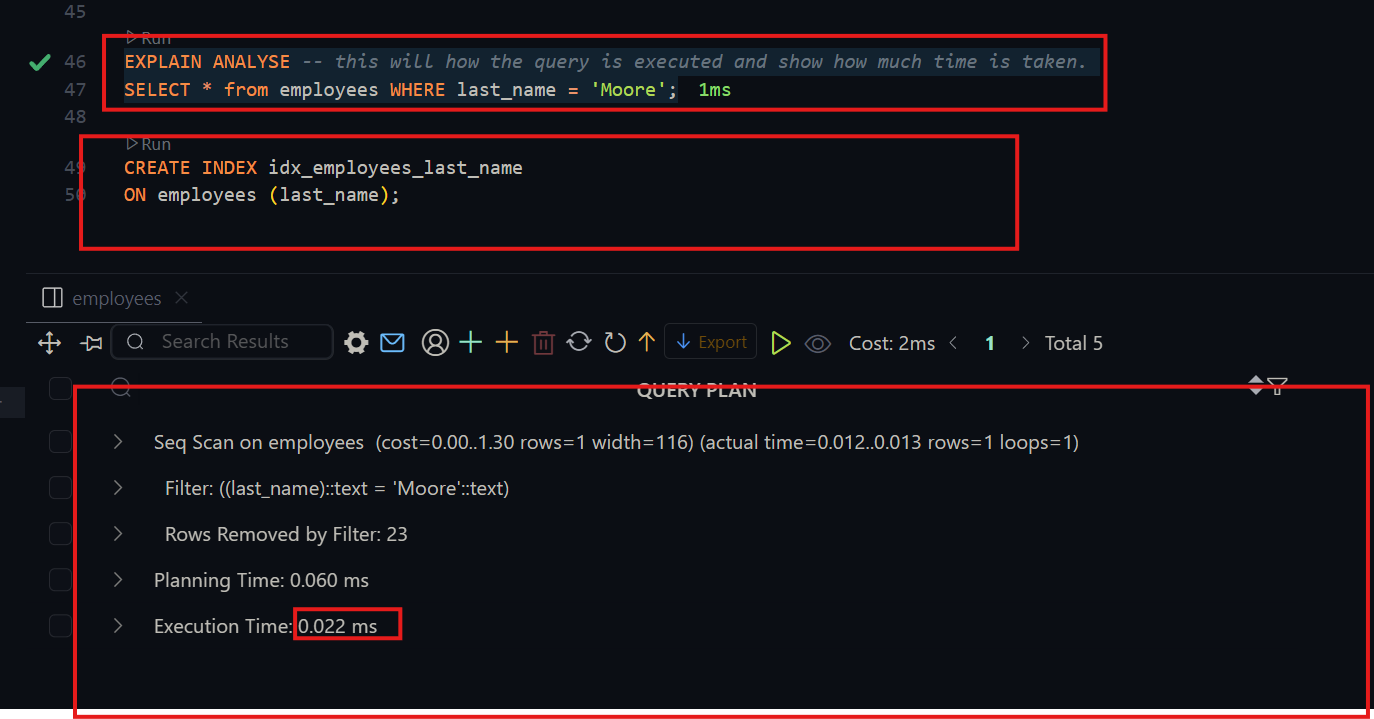 45
Run
46 EXPLAIN ANALYSE -- this will how the query is executed and show how much time is taken.
47 SELECT * from employees WHERE last_name = 'Moore'; 1ms
48
Run
49 CREATE INDEX idx_employees_last_name
50 ON employees (last_name);
employees
Search Results Export Cost: 2ms 1 Total 5
QUERY PLAN
Seq Scan on employees (cost=0.00..1.30 rows=1 width=116) (actual time=0.012..0.013 rows=1 loops=1)
Filter: ((last_name)::text = 'Moore'::text)
Rows Removed by Filter: 23
Planning Time: 0.060 ms
Execution Time: 0.022 ms